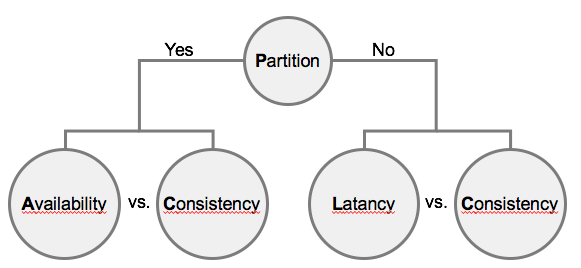 Yes
Partition
No
Availability vs. Consistency
Latancy vs. Consistency